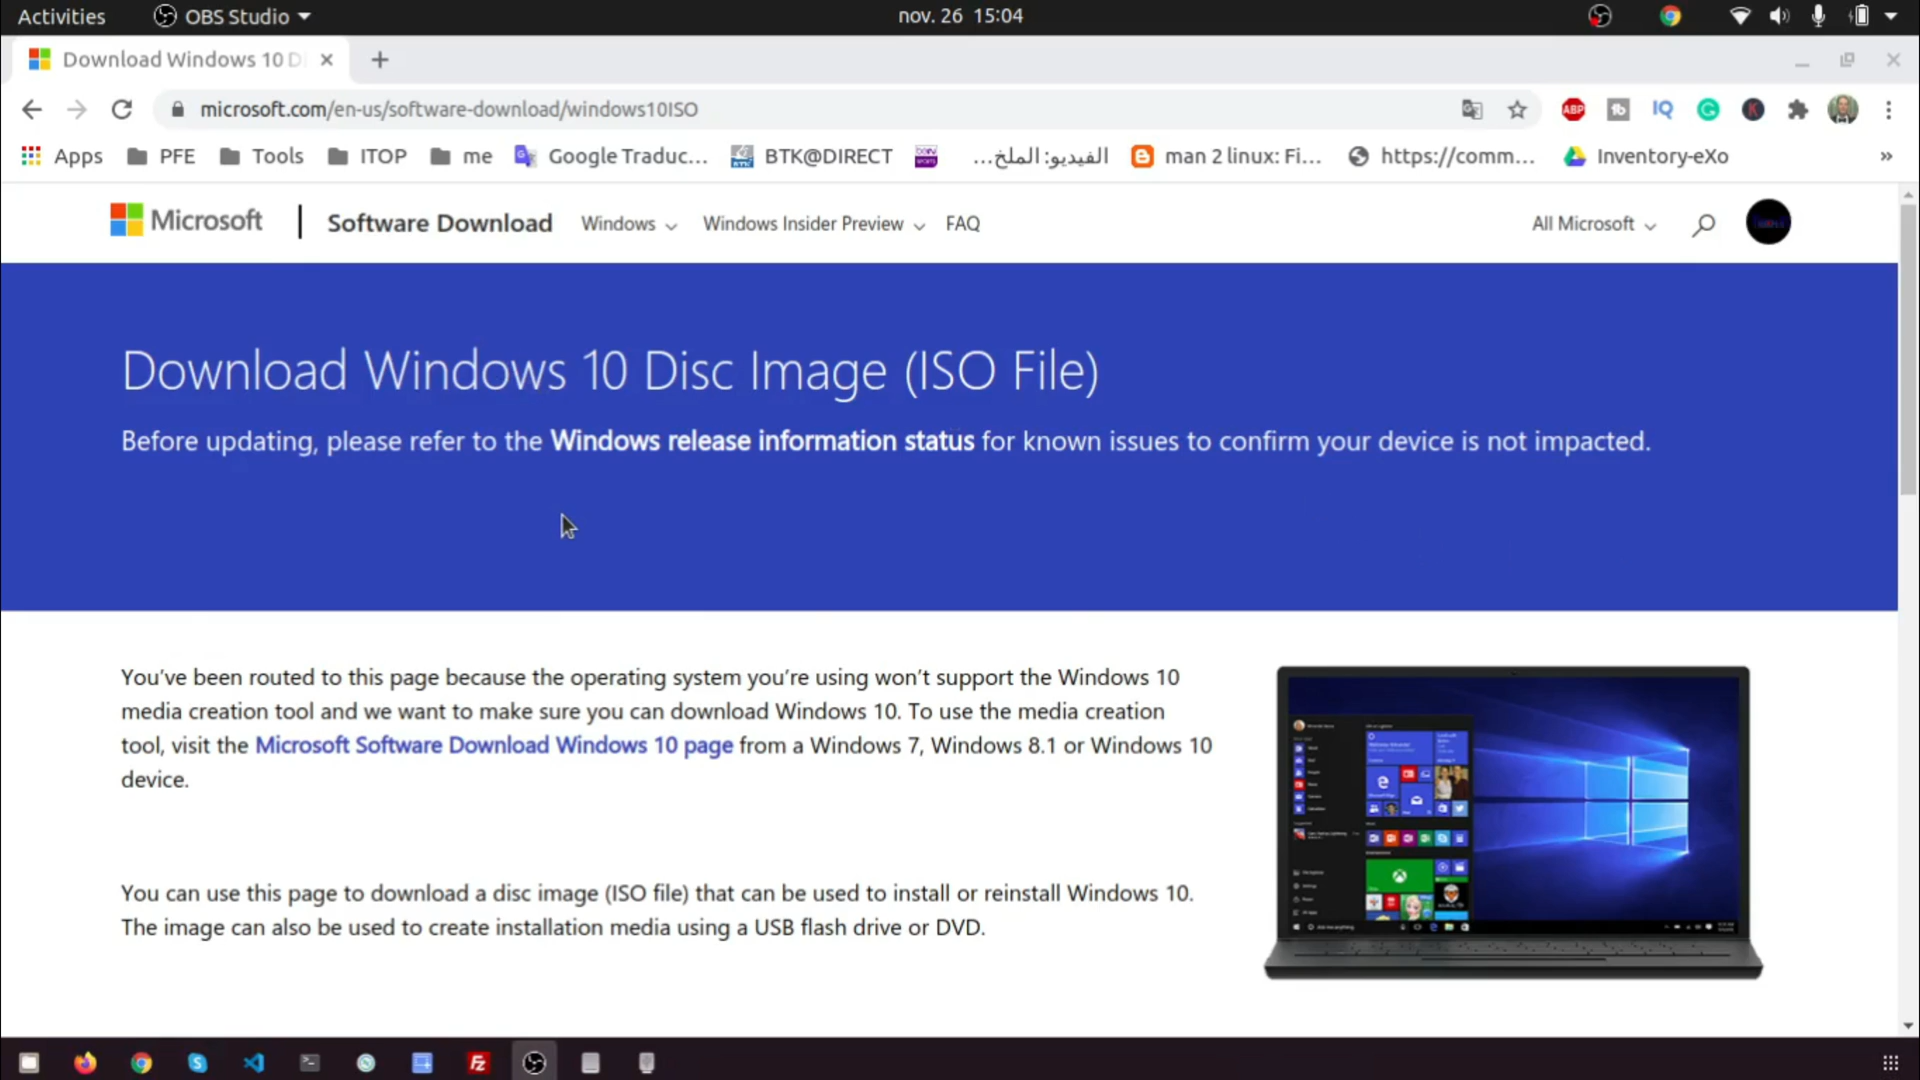 Activities OBS Studio nov. 26 15:04
Download Windows 10 D
microsoft.com/en-us/software-download/windows10ISO
Apps PFE Tools ITOP me Google Traduc... BTK@DIRECT الفيديو: الملخ... man 2 linux: Fi... https://comm... Inventory-eXo »
Microsoft Software Download Windows Windows Insider Preview FAQ All Microsoft
Download Windows 10 Disc Image (ISO File)
Before updating, please refer to the Windows release information status for known issues to confirm your device is not impacted.
You've been routed to this page because the operating system you're using won't support the Windows 10
media creation tool and we want to make sure you can download Windows 10. To use the media creation
tool, visit the Microsoft Software Download Windows 10 page from a Windows 7, Windows 8.1 or Windows 10
device.
You can use this page to download a disc image (ISO file) that can be used to install or reinstall Windows 10.
The image can also be used to create installation media using a USB flash drive or DVD.